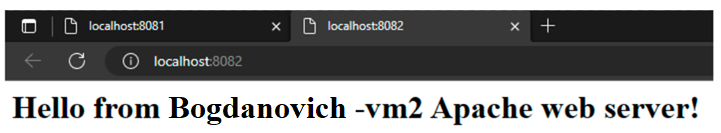 localhost:8081 localhost:8082
localhost:8082
Hello from Bogdanovich -vm2 Apache web server!